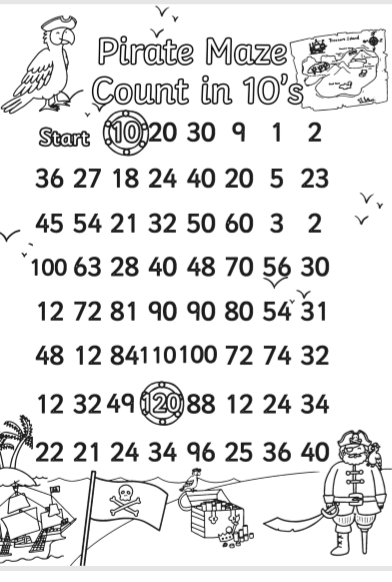 Pirate Maze
Count in 10's
Start 10 20 30 9 1 2
36 27 18 24 40 20 5 23
45 54 21 32 50 60 3 2
100 63 28 40 48 70 56 30
12 72 81 90 90 80 54 31
48 12 84 110 100 72 74 32
12 32 49 120 88 12 24 34
22 21 24 34 96 25 36 40